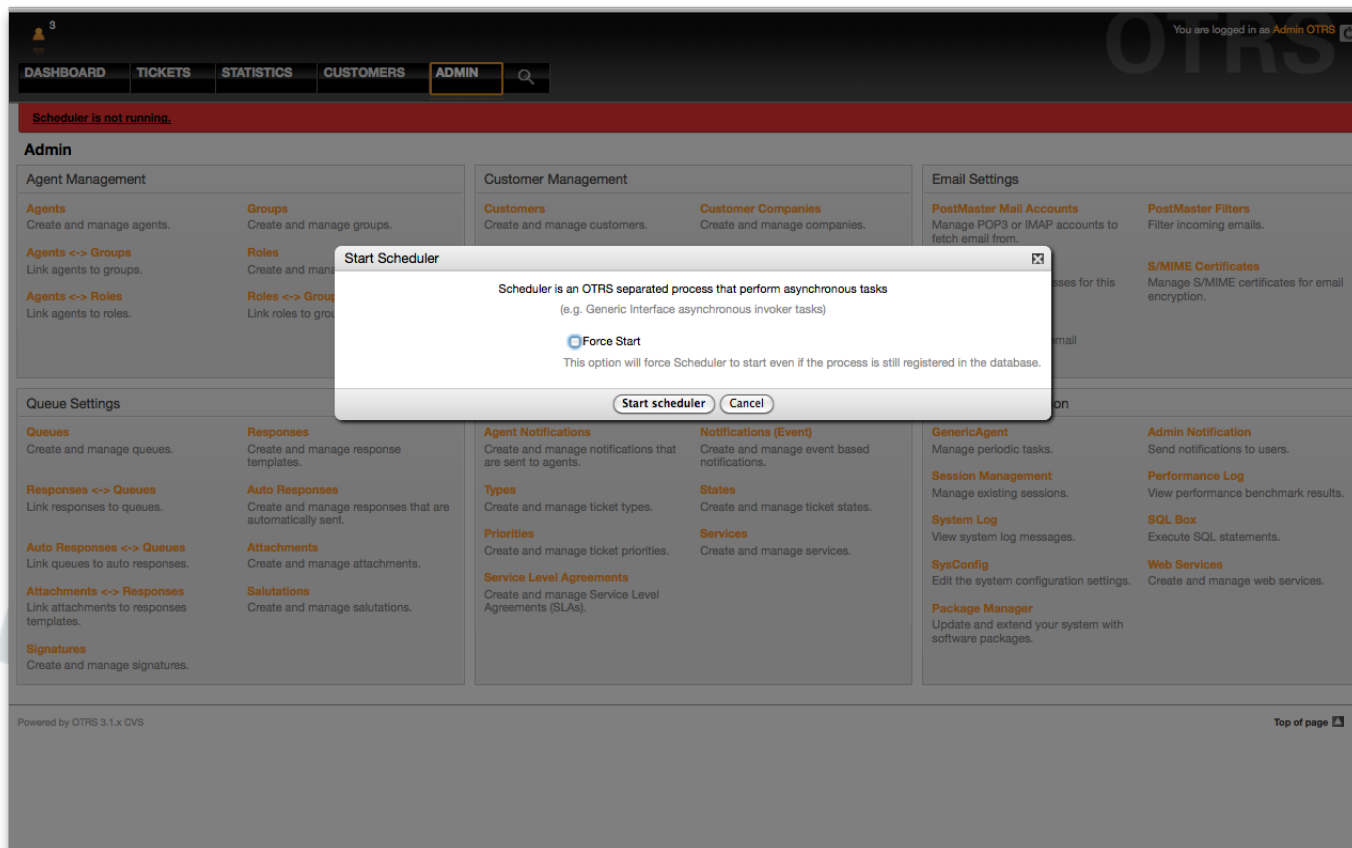 3
OTRS
You are logged in as Admin OTRS
DASHBOARD TICKETS STATISTICS CUSTOMERS ADMIN
Scheduler is not running.
Admin
Agent Management
Agents
Create and manage agents.
Groups
Create and manage groups.
Agents <-> Groups
Link agents to groups.
Roles
Create and mana
Agents <-> Roles
Link agents to roles.
Roles <-> Group
Link roles to grou
Customer Management
Customers
Create and manage customers.
Customer Companies
Create and manage companies.
Email Settings
PostMaster Mail Accounts
Manage POP3 or IMAP accounts to
fetch email from.
PostMaster Filters
Filter incoming emails.
sses for this
S/MIME Certificates
Manage S/MIME certificates for email
encryption.
email
Start Scheduler
Scheduler is an OTRS separated process that perform asynchronous tasks
(e.g. Generic Interface asynchronous invoker tasks)
Force Start
This option will force Scheduler to start even if the process is still registered in the database.
Start scheduler Cancel
Queue Settings
Queues
Create and manage queues.
Responses
Create and manage response
templates.
Responses <-> Queues
Link responses to queues.
Auto Responses
Create and manage responses that are
automatically sent.
Auto Responses <-> Queues
Link queues to auto responses.
Attachments
Create and manage attachments.
Attachments <-> Responses
Link attachments to responses
templates.
Salutations
Create and manage salutations.
Signatures
Create and manage signatures.
Agent Notifications
Create and manage notifications that
are sent to agents.
Notifications (Event)
Create and manage event based
notifications.
Types
Create and manage ticket types.
States
Create and manage ticket states.
Priorities
Create and manage ticket priorities.
Services
Create and manage services.
Service Level Agreements
Create and manage Service Level
Agreements (SLAs).
on
GenericAgent
Manage periodic tasks.
Admin Notification
Send notifications to users.
Session Management
Manage existing sessions.
Performance Log
View performance benchmark results.
System Log
View system log messages.
SQL Box
Execute SQL statements.
SysConfig
Edit the system configuration settings.
Web Services
Create and manage web services.
Package Manager
Update and extend your system with
software packages.
Powered by OTRS 3.1.x CVS
Top of page